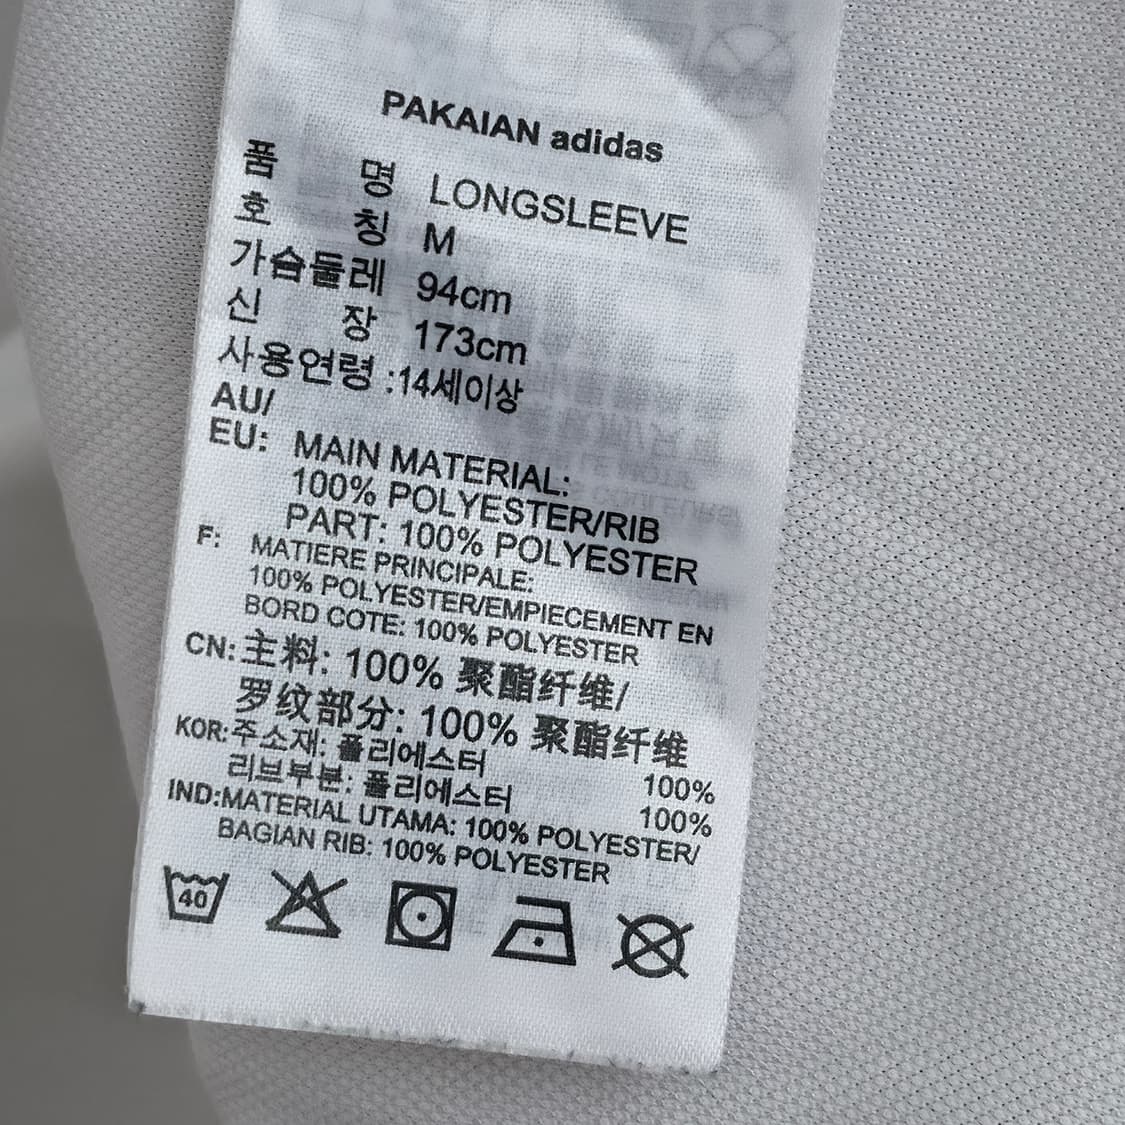 PAKAIAN adidas
품 명 LONGSLEEVE
호 칭 M
가슴둘레 94cm
신 장 173cm
사용연령 :14세이상
AU/
EU: MAIN MATERIAL:
100% POLYESTER/RIB
PART: 100% POLYESTER
F: MATIERE PRINCIPALE:
100% POLYESTER/EMPIECEMENT EN
BORD COTE: 100% POLYESTER
CN:主料: 100% 聚酯纤维/
罗纹部分: 100% 聚酯纤维
KOR:주소재: 폴리에스터 100%
리브부분: 폴리에스터 100%
IND:MATERIAL UTAMA: 100% POLYESTER/
BAGIAN RIB: 100% POLYESTER
40